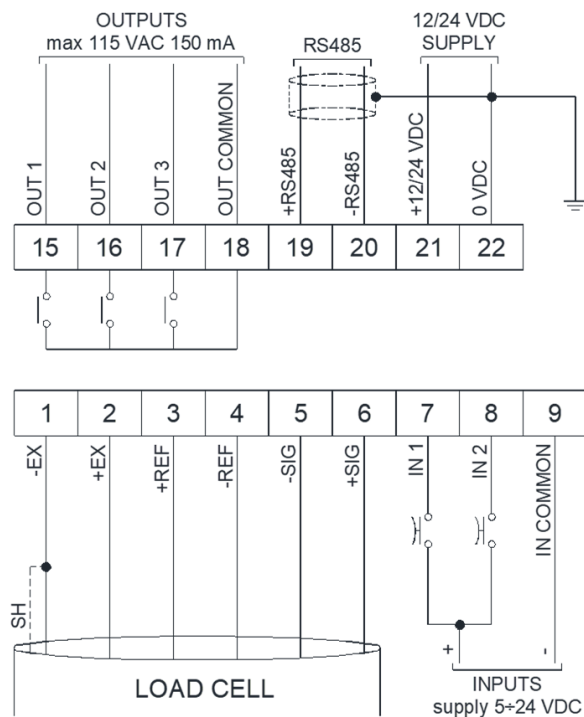 OUTPUTS
max 115 VAC 150 mA
RS485
12/24 VDC
SUPPLY
OUT 1
OUT 2
OUT 3
OUT COMMON
+RS485
-RS485
+12/24 VDC
0 VDC
15 16 17 18 19 20 21 22
1 2 3 4 5 6 7 8 9
-EX
+EX
+REF
-REF
-SIG
+SIG
IN 1
IN 2
IN COMMON
SH
+ -
LOAD CELL
INPUTS
supply 5÷24 VDC